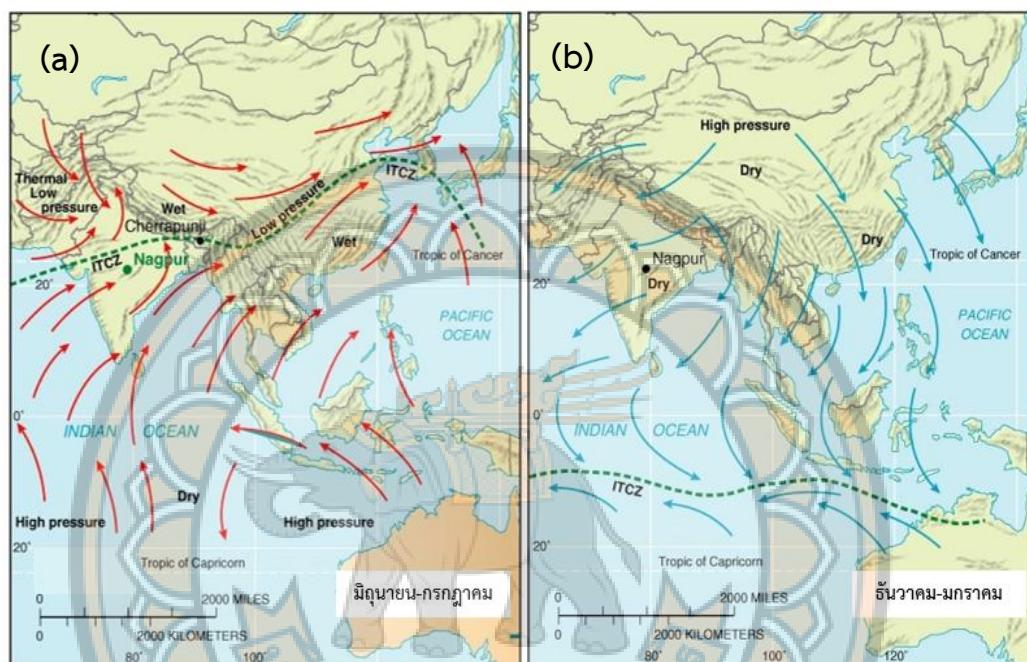 (a)
Thermal
Low
pressure
Wet
Cherrapunji
ITCZ
Nagpur
Low pressure
ITCZ
Wet
Tropic of Cancer
20˚
PACIFIC
OCEAN
0˚
INDIAN OCEAN
Dry
High pressure
High pressure
20˚
Tropic of Capricorn
มิถุนายน-กรกฎาคม
0 2000 MILES
0 2000 KILOMETERS
80˚
100˚
(b)
High pressure
Dry
Dry
Tropic of Cancer
Nagpur
Dry
20˚
PACIFIC
OCEAN
0˚
INDIAN OCEAN
ITCZ
20˚
Tropic of Capricorn
ธันวาคม-มกราคม
0 2000 MILES
0 2000 KILOMETERS
80˚
100˚
120˚